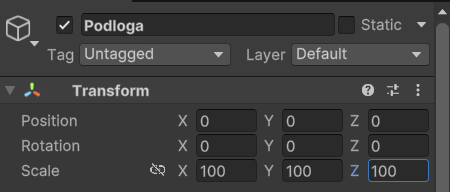 Podloga Static
Tag Untagged Layer Default
Transform
Position X 0 Y 0 Z 0
Rotation X 0 Y 0 Z 0
Scale X 100 Y 100 Z 100